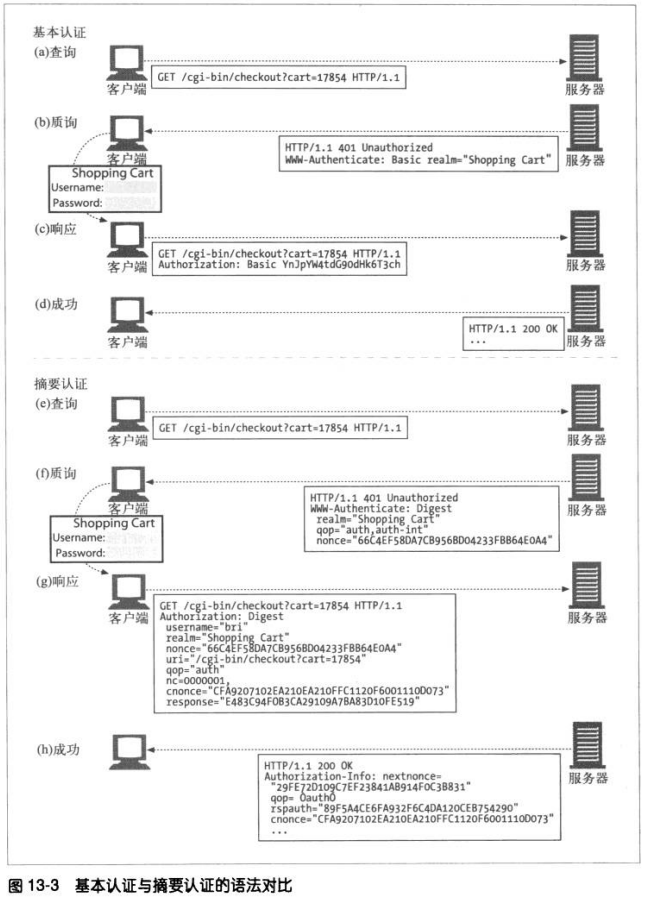 基本认证
(a)查询
GET /cgi-bin/checkout?cart=17854 HTTP/1.1
客户端
服务器
(b)质询
HTTP/1.1 401 Unauthorized
WWW-Authenticate: Basic realm="Shopping Cart"
客户端
服务器
Shopping Cart
Username:
Password:
(c)响应
GET /cgi-bin/checkout?cart=17854 HTTP/1.1
Authorization: Basic YnJpYW4tdG90dHk6T3ch
客户端
服务器
(d)成功
HTTP/1.1 200 OK
...
客户端
服务器
摘要认证
(e)查询
GET /cgi-bin/checkout?cart=17854 HTTP/1.1
客户端
服务器
(f)质询
HTTP/1.1 401 Unauthorized
WWW-Authenticate: Digest
realm="Shopping Cart"
qop="auth,auth-int"
nonce="66C4EF58DA7CB956BD04233FBB64E0A4"
客户端
服务器
Shopping Cart
Username:
Password:
(g)响应
GET /cgi-bin/checkout?cart=17854 HTTP/1.1
Authorization: Digest
username="bri"
realm="Shopping Cart"
nonce="66C4EF58DA7CB956BD04233FBB64E0A4"
uri="/cgi-bin/checkout?cart=17854"
qop="auth"
nc=0000001,
cnonce="CFA9207102EA210EA210FFC1120F6001110D073"
response="E483C94F0B3CA29109A7BA83D10FE519"
客户端
服务器
(h)成功
HTTP/1.1 200 OK
Authorization-Info: nextnonce=
"29FE72D109C7EF23841AB914F0C3B831"
qop= 0auth0
rspauth="89F5A4CE6FA932F6C4DA120CEB754290"
cnonce="CFA9207102EA210EA210FFC1120F6001110D073"
...
服务器
图 13-3 基本认证与摘要认证的语法对比